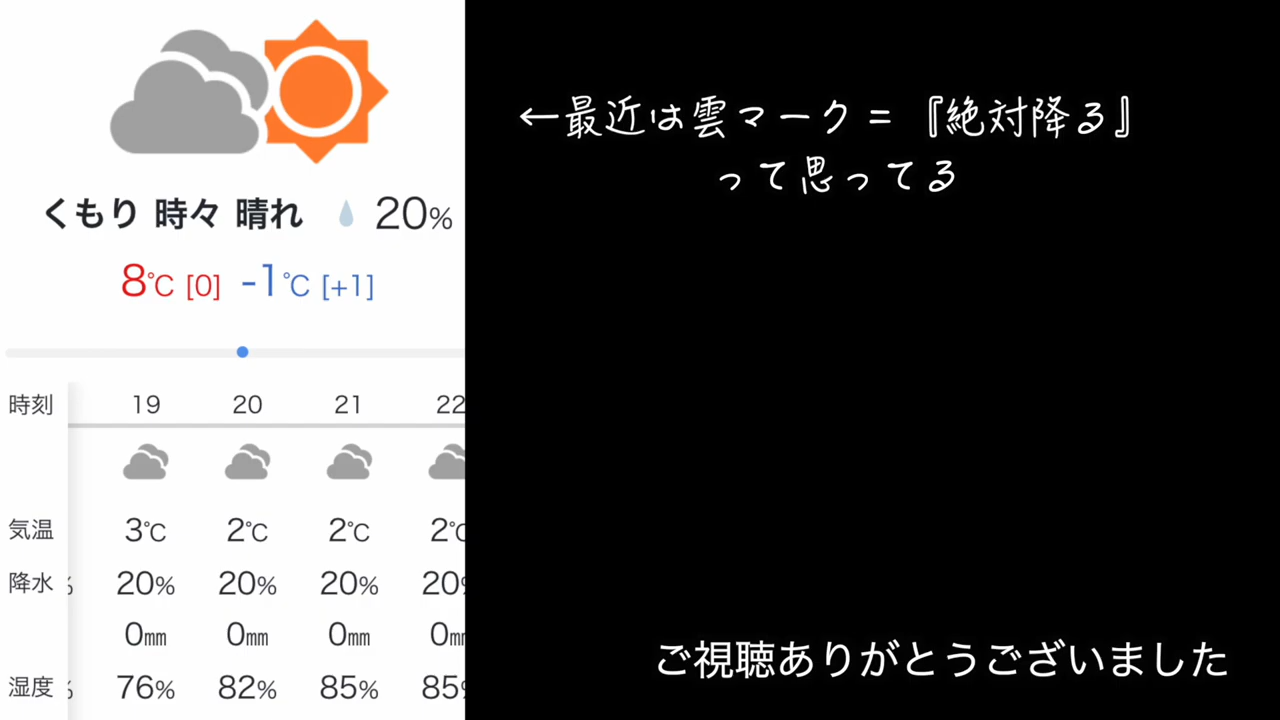 くもり 時々 晴れ 20%
8℃ [0] -1℃ [+1]
時刻 19 20 21 22
気温 3℃ 2℃ 2℃ 2℃
降水 % 20% 20% 20% 20%
0mm 0mm 0mm 0mm
湿度 % 76% 82% 85% 85%
←最近は雲マーク=『絶対降る』
って思ってる
ご視聴ありがとうございました